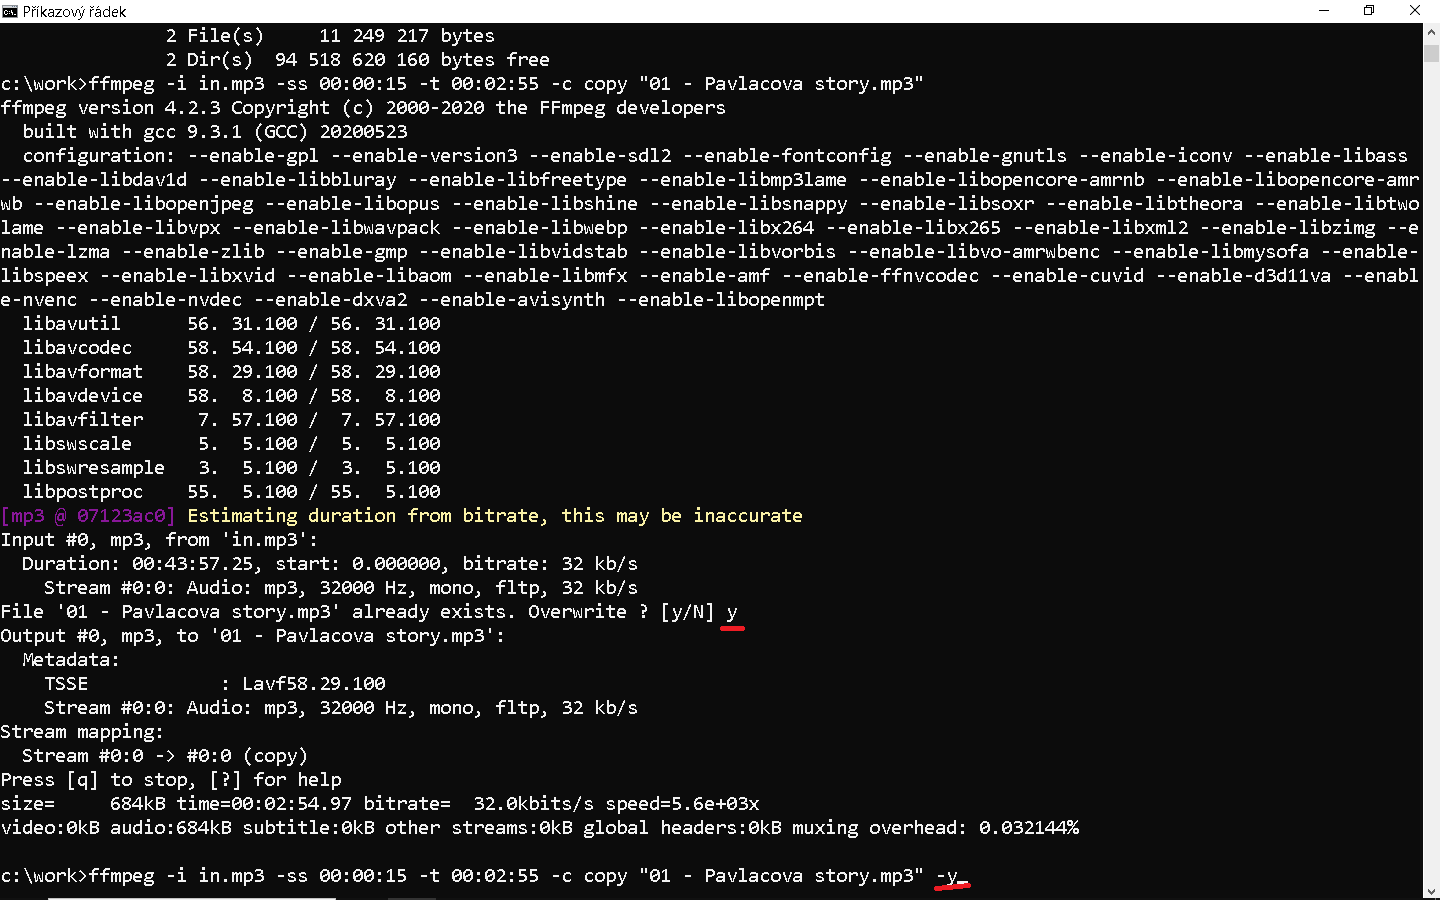 Příkazový řádek
2 File(s)     11 249 217 bytes
2 Dir(s)  94 518 620 160 bytes free
c:\work>ffmpeg -i in.mp3 -ss 00:00:15 -t 00:02:55 -c copy "01 - Pavlacova story.mp3"
ffmpeg version 4.2.3 Copyright (c) 2000-2020 the FFmpeg developers
  built with gcc 9.3.1 (GCC) 20200523
  configuration: --enable-gpl --enable-version3 --enable-sdl2 --enable-fontconfig --enable-gnutls --enable-iconv --enable-libass
--enable-libdav1d --enable-libbluray --enable-libfreetype --enable-libmp3lame --enable-libopencore-amrnb --enable-libopencore-amr
wb --enable-libopenjpeg --enable-libopus --enable-libshine --enable-libsnappy --enable-libsoxr --enable-libtheora --enable-libtwo
lame --enable-libvpx --enable-libwavpack --enable-libwebp --enable-libx264 --enable-libx265 --enable-libxml2 --enable-libzimg --e
nable-lzma --enable-zlib --enable-gmp --enable-libvidstab --enable-libvorbis --enable-libvo-amrwbenc --enable-libmysofa --enable-
libspeex --enable-libxvid --enable-libaom --enable-libmfx --enable-amf --enable-ffnvcodec --enable-cuvid --enable-d3d11va --enabl
e-nvenc --enable-nvdec --enable-dxva2 --enable-avisynth --enable-libopenmpt
  libavutil      56. 31.100 / 56. 31.100
  libavcodec     58. 54.100 / 58. 54.100
  libavformat    58. 29.100 / 58. 29.100
  libavdevice    58.  8.100 / 58.  8.100
  libavfilter     7. 57.100 /  7. 57.100
  libswscale      5.  5.100 /  5.  5.100
  libswresample   3.  5.100 /  3.  5.100
  libpostproc    55.  5.100 / 55.  5.100
[mp3 @ 07123ac0] Estimating duration from bitrate, this may be inaccurate
Input #0, mp3, from 'in.mp3':
  Duration: 00:43:57.25, start: 0.000000, bitrate: 32 kb/s
    Stream #0:0: Audio: mp3, 32000 Hz, mono, fltp, 32 kb/s
File '01 - Pavlacova story.mp3' already exists. Overwrite ? [y/N] y
Output #0, mp3, to '01 - Pavlacova story.mp3':
  Metadata:
    TSSE            : Lavf58.29.100
    Stream #0:0: Audio: mp3, 32000 Hz, mono, fltp, 32 kb/s
Stream mapping:
  Stream #0:0 -> #0:0 (copy)
Press [q] to stop, [?] for help
size=     684kB time=00:02:54.97 bitrate=  32.0kbits/s speed=5.6e+03x
video:0kB audio:684kB subtitle:0kB other streams:0kB global headers:0kB muxing overhead: 0.032144%
c:\work>ffmpeg -i in.mp3 -ss 00:00:15 -t 00:02:55 -c copy "01 - Pavlacova story.mp3" -y_